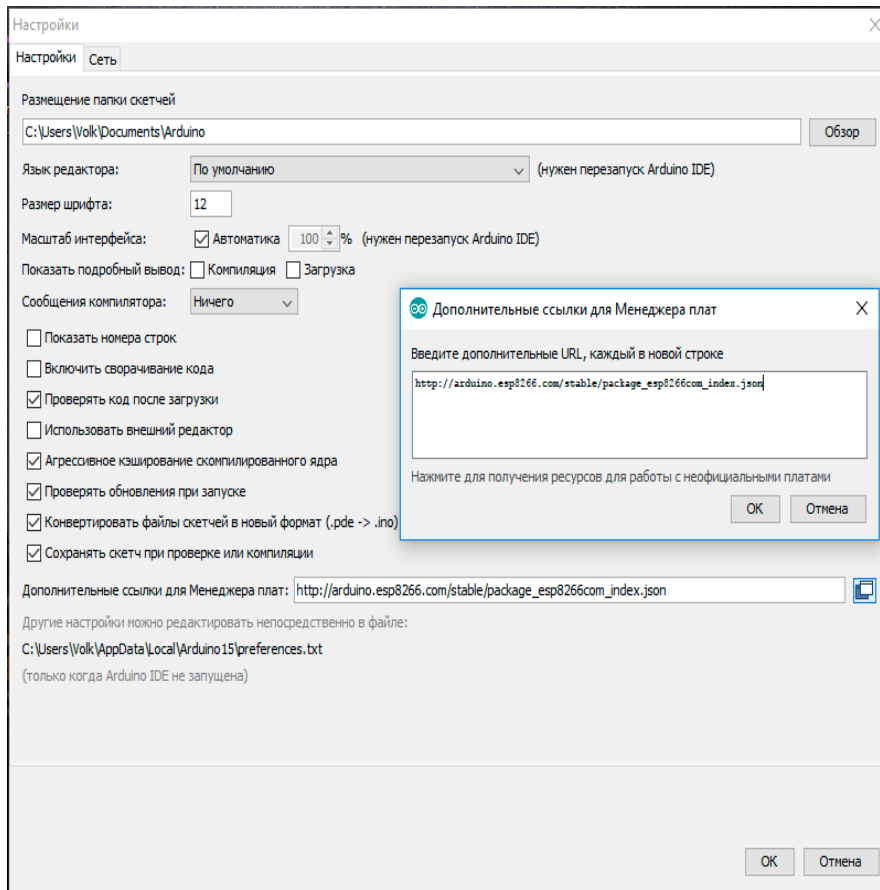 Настройки
Настройки Сеть
Размещение папки скетчей
C:\Users\Volk\Documents\Arduino Обзор
Язык редактора: По умолчанию (нужен перезапуск Arduino IDE)
Размер шрифта: 12
Масштаб интерфейса: Автоматика 100 % (нужен перезапуск Arduino IDE)
Показать подробный вывод: Компиляция Загрузка
Сообщения компилятора: Ничего
Показать номера строк
Включить сворачивание кода
Проверять код после загрузки
Использовать внешний редактор
Агрессивное кэширование скомпилированного ядра
Проверять обновления при запуске
Конвертировать файлы скетчей в новый формат (.pde -> .ino)
Сохранять скетч при проверке или компиляции
Дополнительные ссылки для Менеджера плат
Введите дополнительные URL, каждый в новой строке
http://arduino.esp8266.com/stable/package_esp8266com_index.json
Нажмите для получения ресурсов для работы с неофициальными платами
OK Отмена
Дополнительные ссылки для Менеджера плат: http://arduino.esp8266.com/stable/package_esp8266com_index.json
Другие настройки можно редактировать непосредственно в файле:
C:\Users\Volk\AppData\Local\Arduino15\preferences.txt
(только когда Arduino IDE не запущена)
OK Отмена